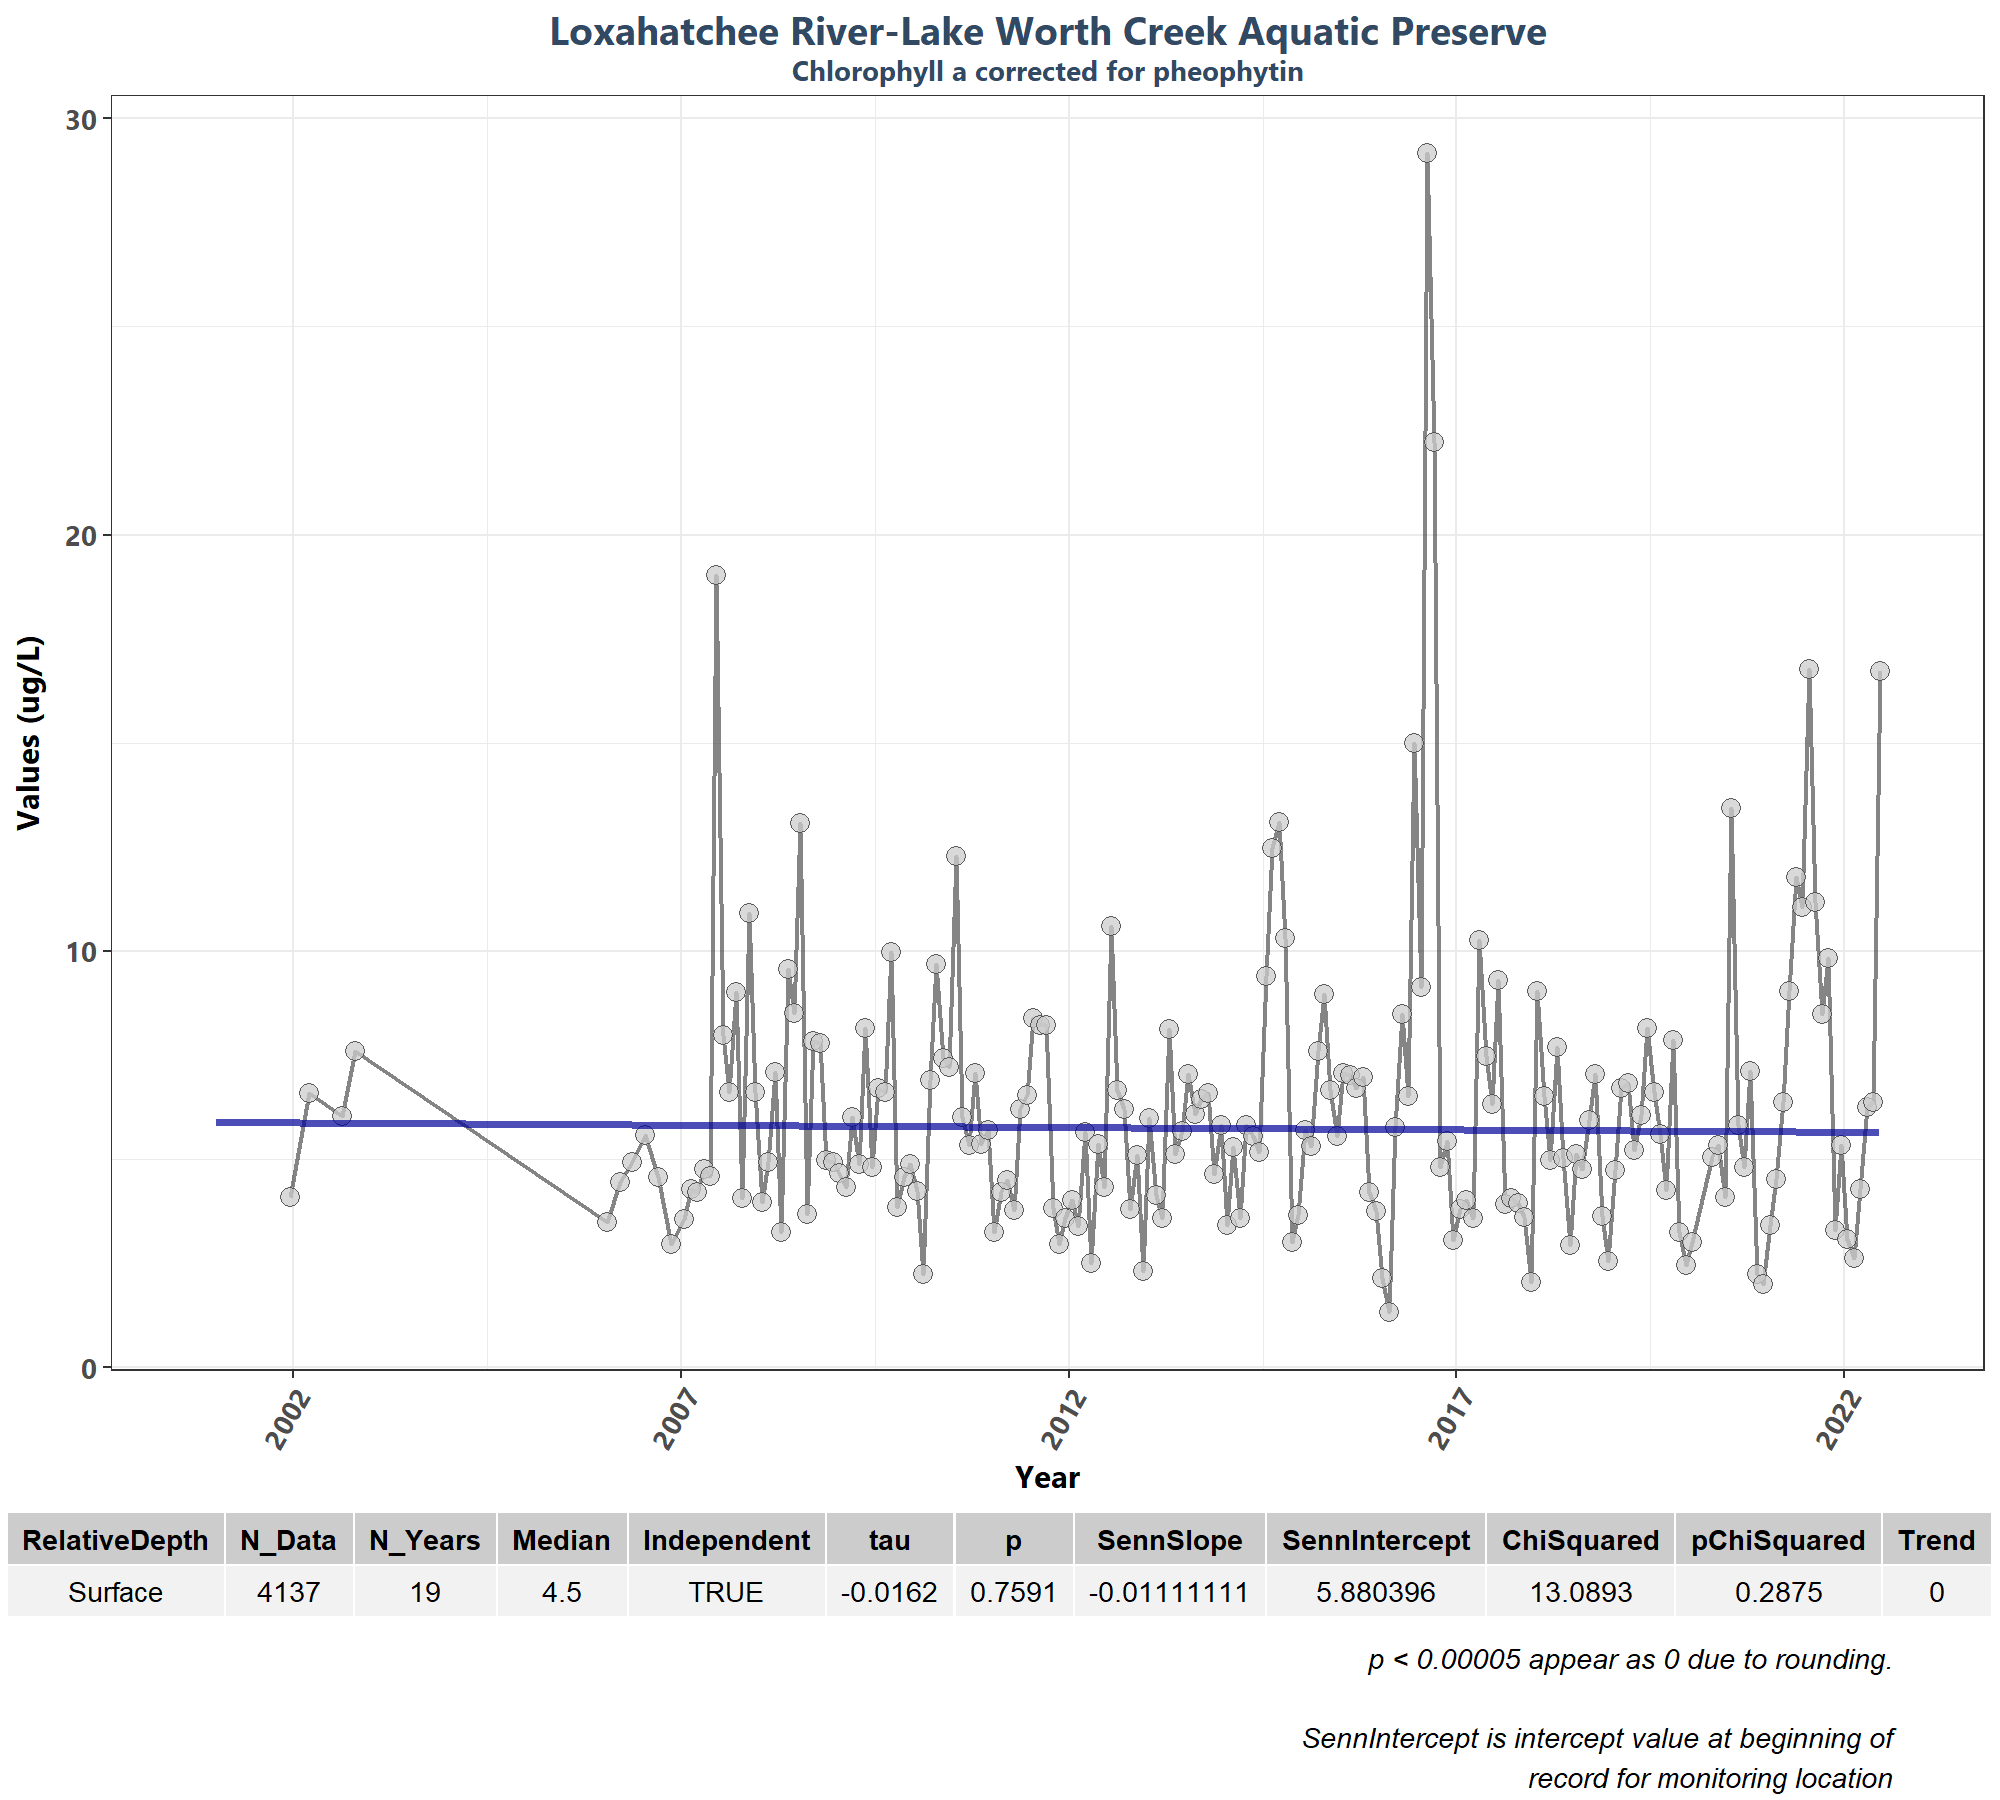 Loxahatchee River-Lake Worth Creek Aquatic Preserve
Chlorophyll a corrected for pheophytin
30
20
10
0
Values (ug/L)
2002
2007
2012
2017
2022
Year
RelativeDepth N_Data N_Years Median Independent tau p SennSlope SennIntercept ChiSquared pChiSquared Trend
Surface 4137 19 4.5 TRUE -0.0162 0.7591 -0.01111111 5.880396 13.0893 0.2875 0
p < 0.00005 appear as 0 due to rounding.
SennIntercept is intercept value at beginning of
record for monitoring location